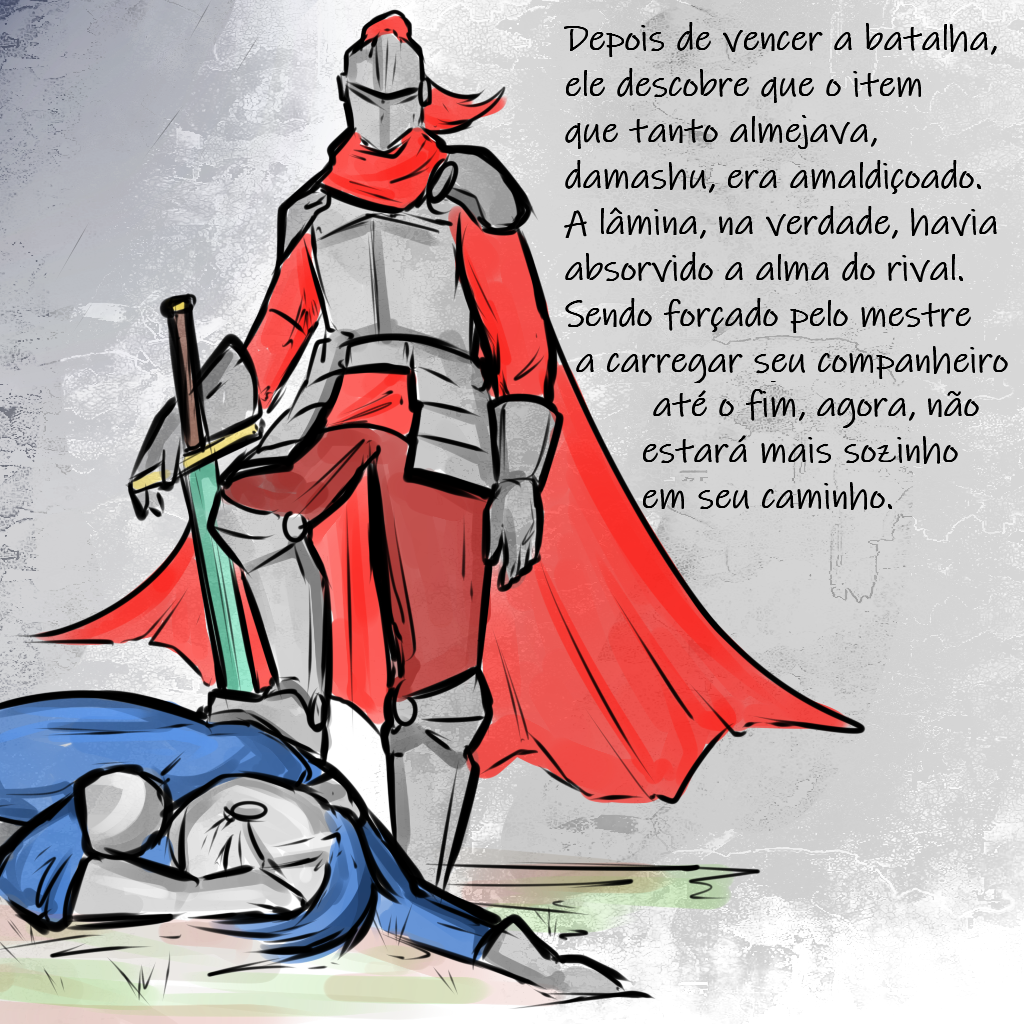 Depois de vencer a batalha,
ele descobre que o item
que tanto almejava,
damashu, era amaldiçoado.
A lâmina, na verdade, havia
absorvido a alma do rival.
Sendo forçado pelo mestre
a carregar seu companheiro
até o fim, agora, não
estará mais sozinho
em seu caminho.